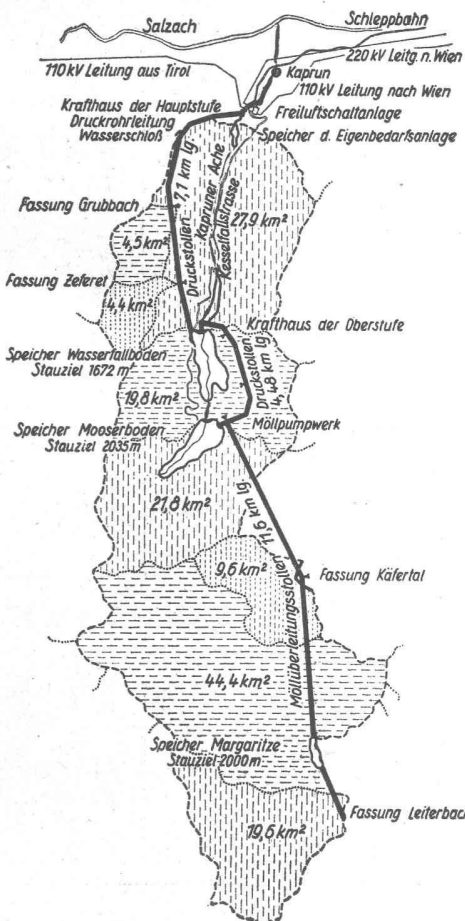 Salzach
Schleppbahn
220 kV Leitg. n. Wien
110 kV Leitung aus Tirol
Kaprun
110 kV Leitung nach Wien
Krafthaus der Hauptstufe
Druckrohrleitung
Wasserschloß
Freiluftschaltanlage
Speicher d. Eigenbedarfsanlage
Druckstollen 7,1 km lg
Kapruner Ache
Kesselfallstrasse
27,9 km²
Fassung Grubbach
4,5 km²
Fassung Zeferet
4,4 km²
Krafthaus der Oberstufe
Speicher Wasserfallboden
Stauziel 1672 m
Druckstollen
4,48 km lg
19,8 km²
Speicher Mooserboden
Stauziel 2035 m
Möllpumpwerk
21,8 km²
Möllüberleitungsstollen 11,6 km lg.
9,6 km²
Fassung Käfertal
44,4 km²
Speicher Margaritze
Stauziel 2000 m
Fassung Leiterbach
19,6 km²